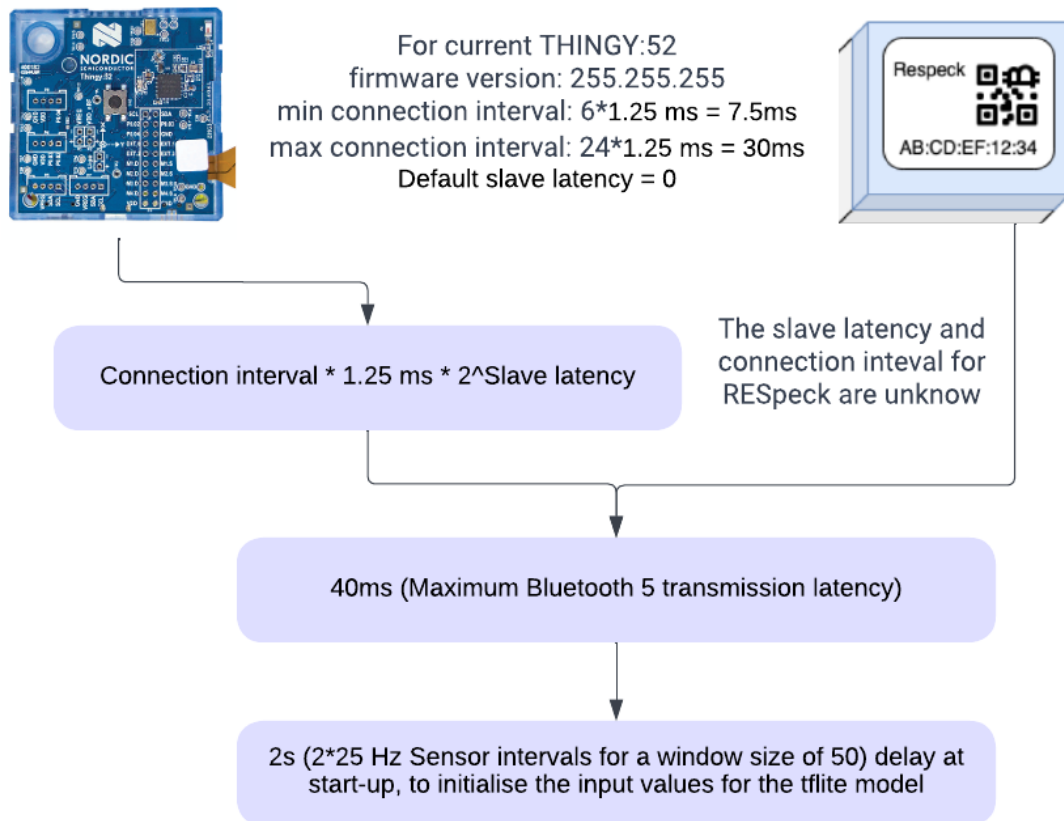 NORDIC
SEMICONDUCTOR
Thingy:52
For current THINGY:52
firmware version: 255.255.255
min connection interval: 6*1.25 ms = 7.5ms
max connection interval: 24*1.25 ms = 30ms
Default slave latency = 0
Respeck
AB:CD:EF:12:34
Connection interval * 1.25 ms * 2^Slave latency
The slave latency and
connection inteval for
RESpeck are unknow
40ms (Maximum Bluetooth 5 transmission latency)
2s (2*25 Hz Sensor intervals for a window size of 50) delay at
start-up, to initialise the input values for the tflite model